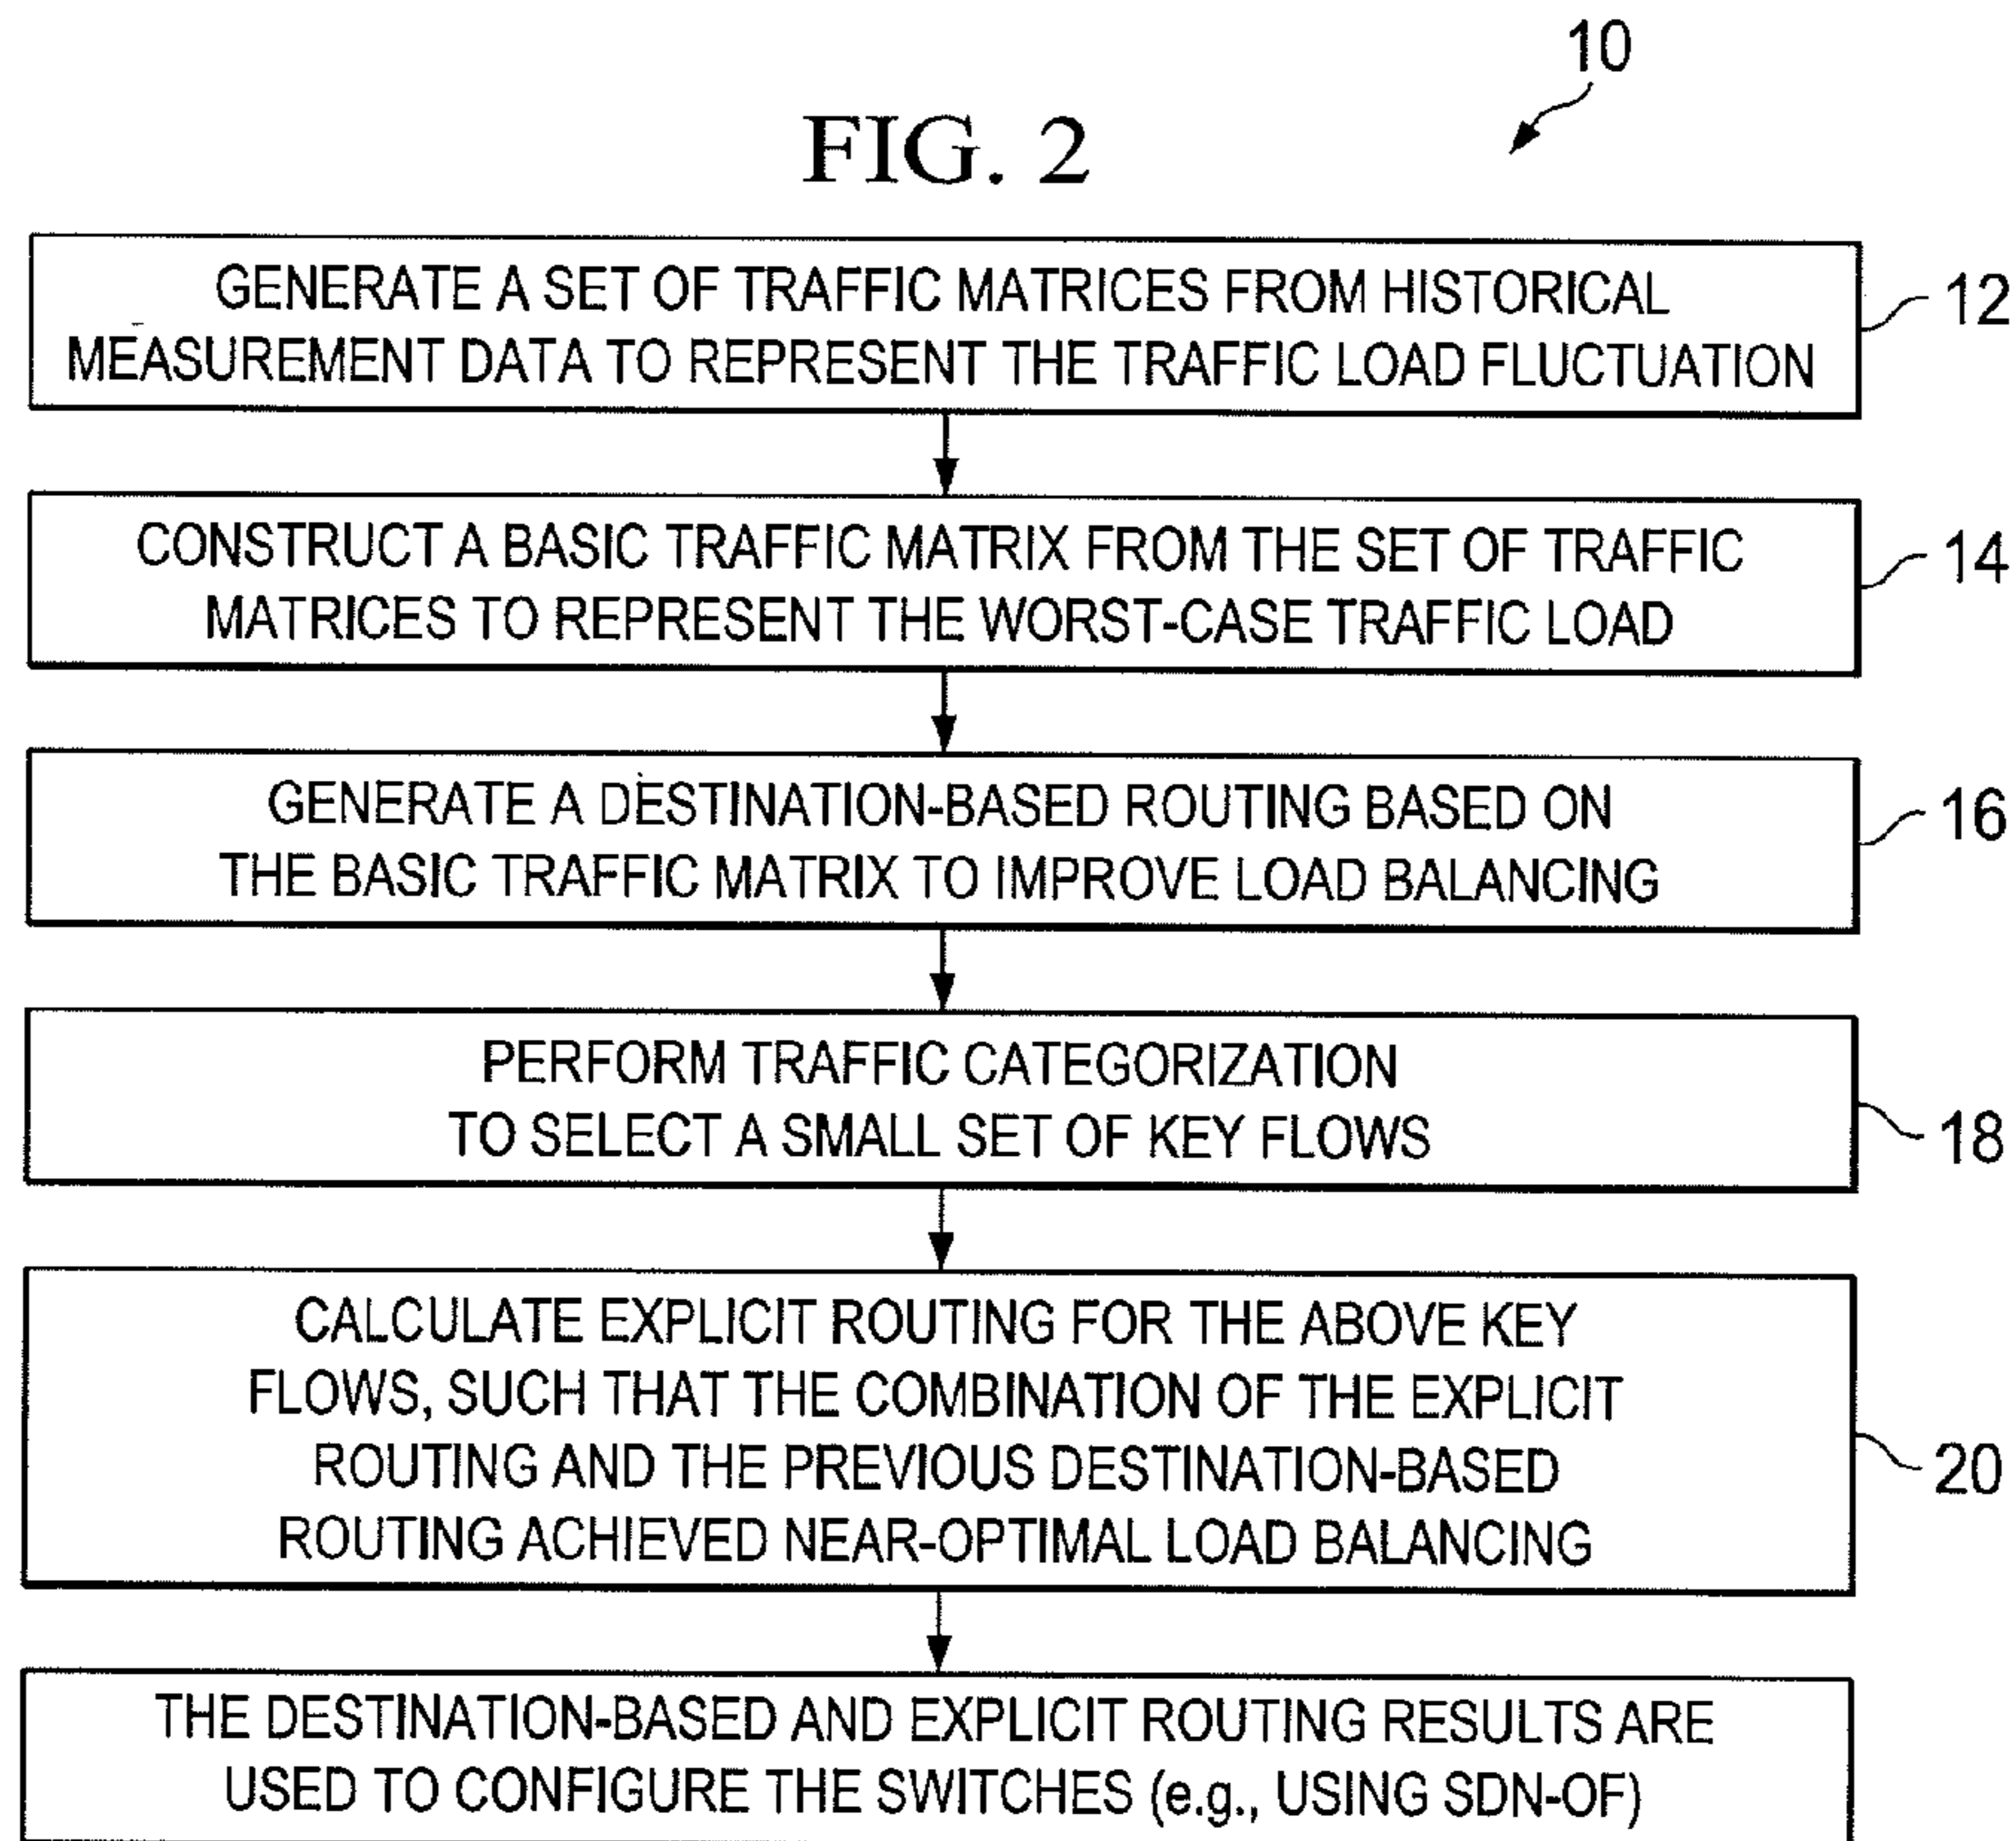 10
FIG. 2
GENERATE A SET OF TRAFFIC MATRICES FROM HISTORICAL
MEASUREMENT DATA TO REPRESENT THE TRAFFIC LOAD FLUCTUATION
12
CONSTRUCT A BASIC TRAFFIC MATRIX FROM THE SET OF TRAFFIC
MATRICES TO REPRESENT THE WORST-CASE TRAFFIC LOAD
14
GENERATE A DESTINATION-BASED ROUTING BASED ON
THE BASIC TRAFFIC MATRIX TO IMPROVE LOAD BALANCING
16
PERFORM TRAFFIC CATEGORIZATION
TO SELECT A SMALL SET OF KEY FLOWS
18
CALCULATE EXPLICIT ROUTING FOR THE ABOVE KEY
FLOWS, SUCH THAT THE COMBINATION OF THE EXPLICIT
ROUTING AND THE PREVIOUS DESTINATION-BASED
ROUTING ACHIEVED NEAR-OPTIMAL LOAD BALANCING
20
THE DESTINATION-BASED AND EXPLICIT ROUTING RESULTS ARE
USED TO CONFIGURE THE SWITCHES (e.g., USING SDN-OF)